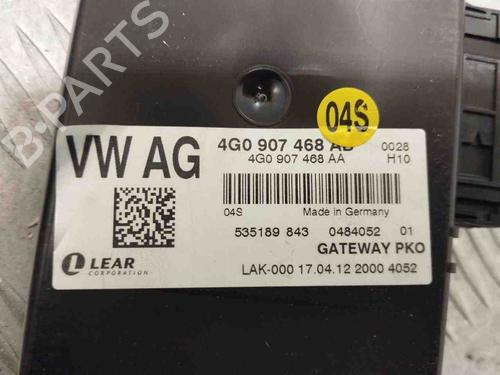 04S
VW AG
4G0 907 468 AD 0028
4G0 907 468 AA H10
04S Made in Germany
535189 843 0484052 01
GATEWAY PKO
LEAR
CORPORATION
LAK-000 17.04.12 2000 4052
B-PARTS